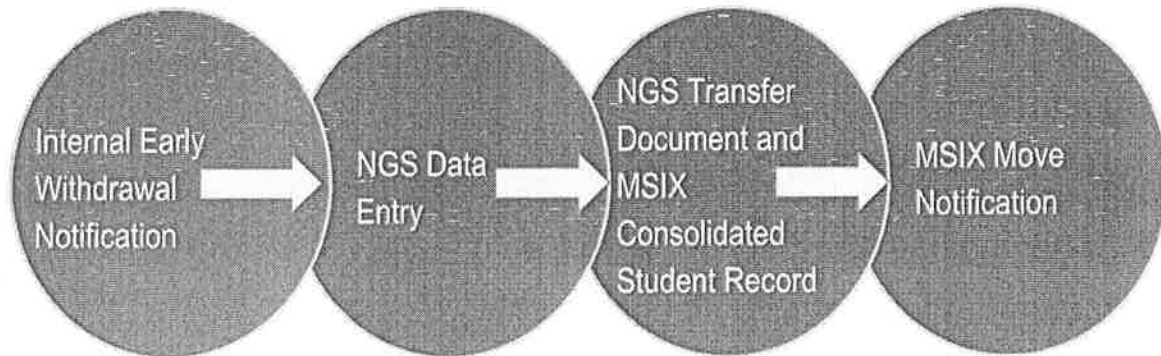 Internal Early
Withdrawal
Notification
NGS Data
Entry
NGS Transfer
Document and
MSIX
Consolidated
Student Record
MSIX Move
Notification